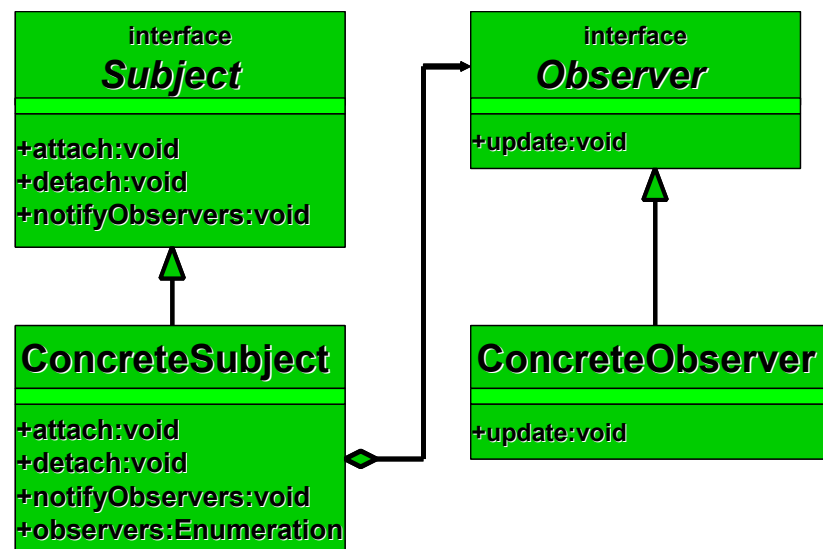 interface
Subject
+attach:void
+detach:void
+notifyObservers:void
interface
Observer
+update:void
ConcreteSubject
+attach:void
+detach:void
+notifyObservers:void
+observers:Enumeration
ConcreteObserver
+update:void